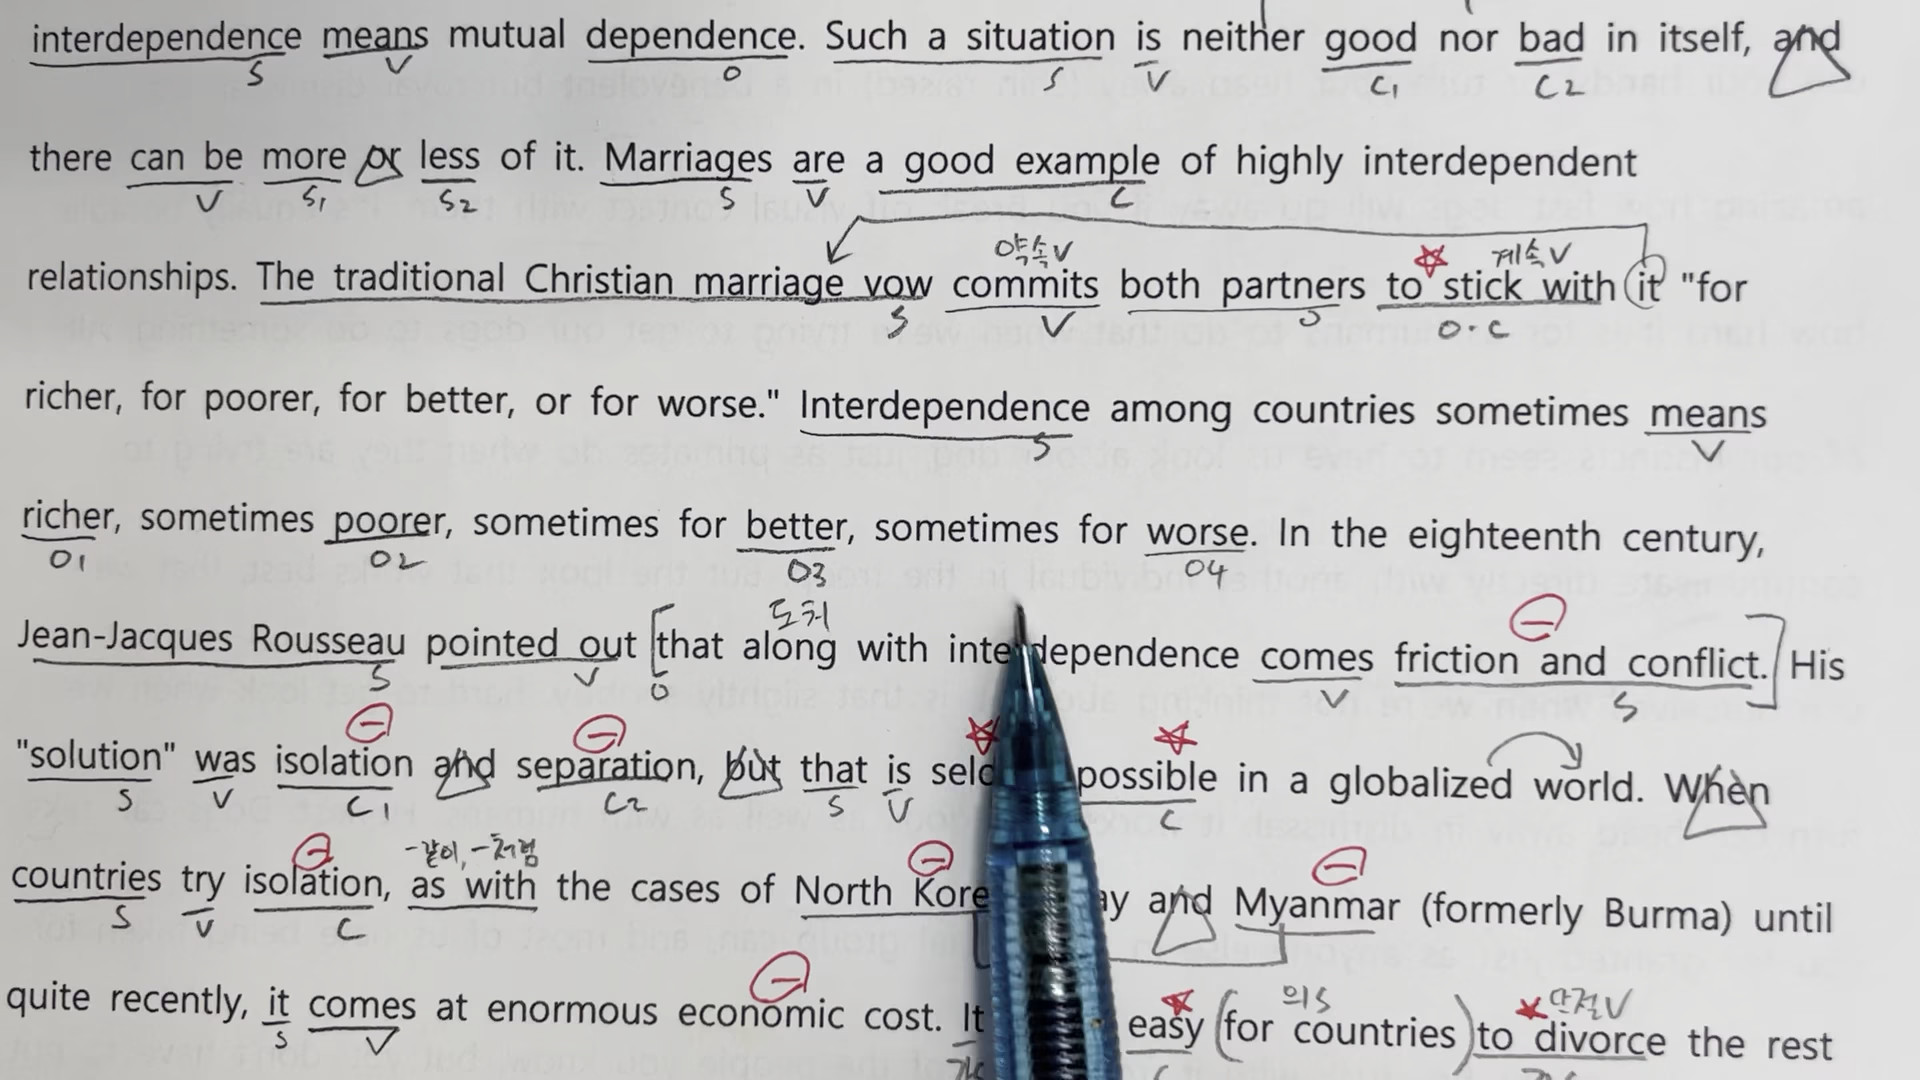 interdependence means mutual dependence. Such a situation is neither good nor bad in itself, and
S V O S V C1 C2
there can be more or less of it. Marriages are a good example of highly interdependent
V S1 S2 S V C
약속V 계속V
relationships. The traditional Christian marriage vow commits both partners to stick with it "for
S V O O·C
richer, for poorer, for better, or for worse." Interdependence among countries sometimes means
S V
richer, sometimes poorer, sometimes for better, sometimes for worse. In the eighteenth century,
O1 O2 O3 O4
도치
Jean-Jacques Rousseau pointed out [that along with interdependence comes friction and conflict.] His
S V O V S
"solution" was isolation and separation, but that is possible in a globalized world. When
S V C1 C2 S V C
-같이, -처럼
countries try isolation, as with the cases of North and Myanmar (formerly Burma) until
S V C
quite recently, it comes at enormous economic cost. It easy (for countries) to divorce the rest
S V 의S